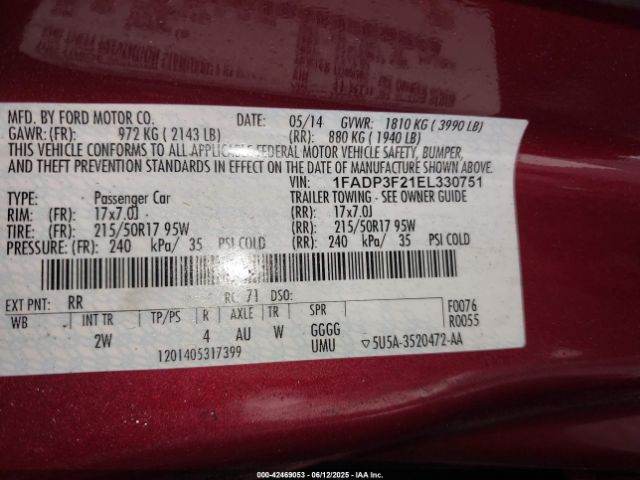 MFD. BY FORD MOTOR CO. DATE: 05/14 GVWR: 1810 KG ( 3990 LB)
GAWR: (FR): 972 KG ( 2143 LB) (RR): 880 KG ( 1940 LB)
THIS VEHICLE CONFORMS TO ALL APPLICABLE FEDERAL MOTOR VEHICLE SAFETY, BUMPER,
AND THEFT PREVENTION STANDARDS IN EFFECT ON THE DATE OF MANUFACTURE SHOWN ABOVE.
VIN: 1FADP3F21EL330751
TYPE: Passenger Car TRAILER TOWING - SEE OWNER GUIDE
RIM: (FR): 17x7.0J (RR): 17x7.0J
TIRE: (FR): 215/50R17 95W (RR): 215/50R17 95W
PRESSURE: (FR): 240 kPa/ 35 PSI COLD (RR): 240 kPa/ 35 PSI COLD
EXT PNT: RR RC: 71 DSO: F0076
WB INT TR TP/PS R AXLE TR SPR R0055
2W 4 AU W GGGG
UMU ▽5U5A-3520472-AA
1201405317399
000-42469053 - 06/12/2025 - IAA Inc.